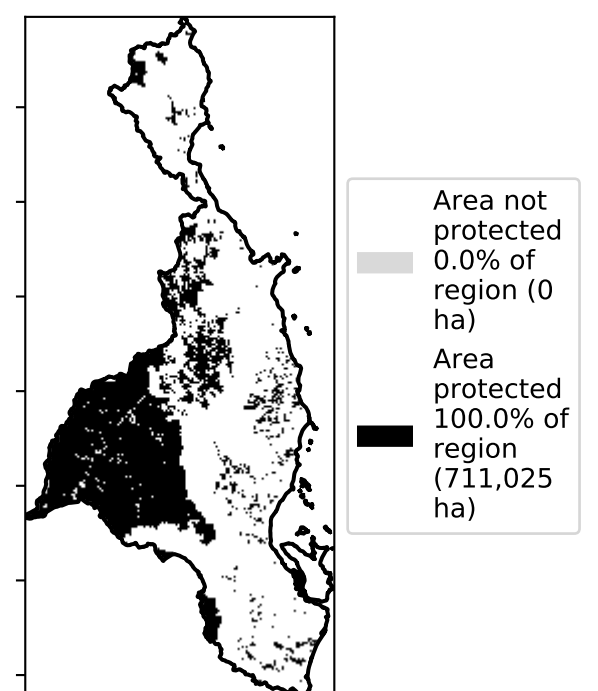 Area not
protected
0.0% of
region (0
ha)
Area
protected
100.0% of
region
(711,025
ha)